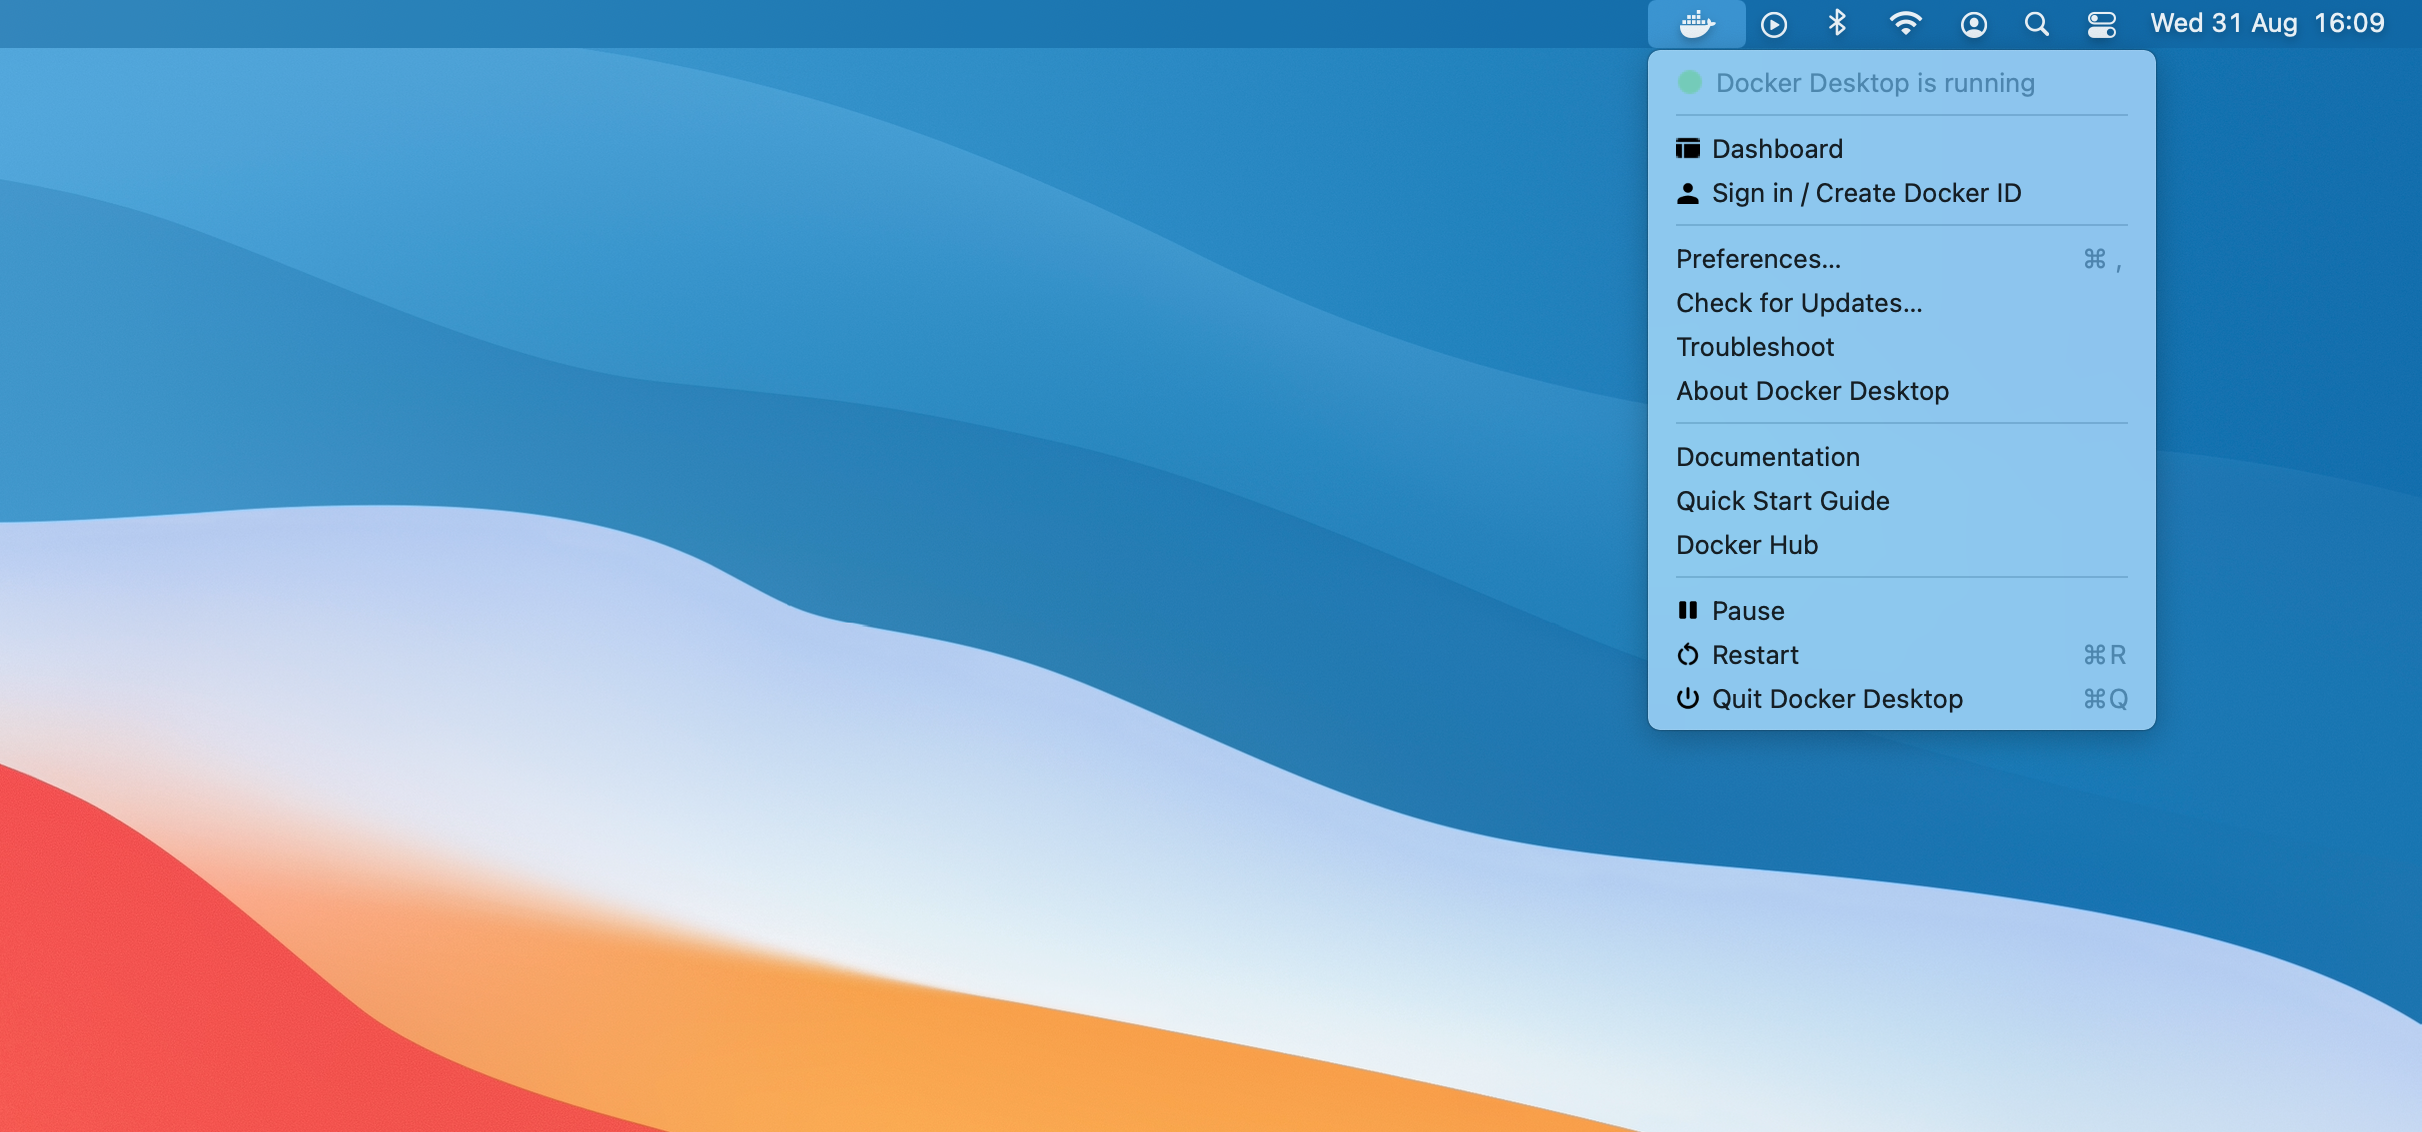 Wed 31 Aug 16:09
Docker Desktop is running
Dashboard
Sign in / Create Docker ID
Preferences... ⌘ ,
Check for Updates...
Troubleshoot
About Docker Desktop
Documentation
Quick Start Guide
Docker Hub
Pause
Restart ⌘R
Quit Docker Desktop ⌘Q